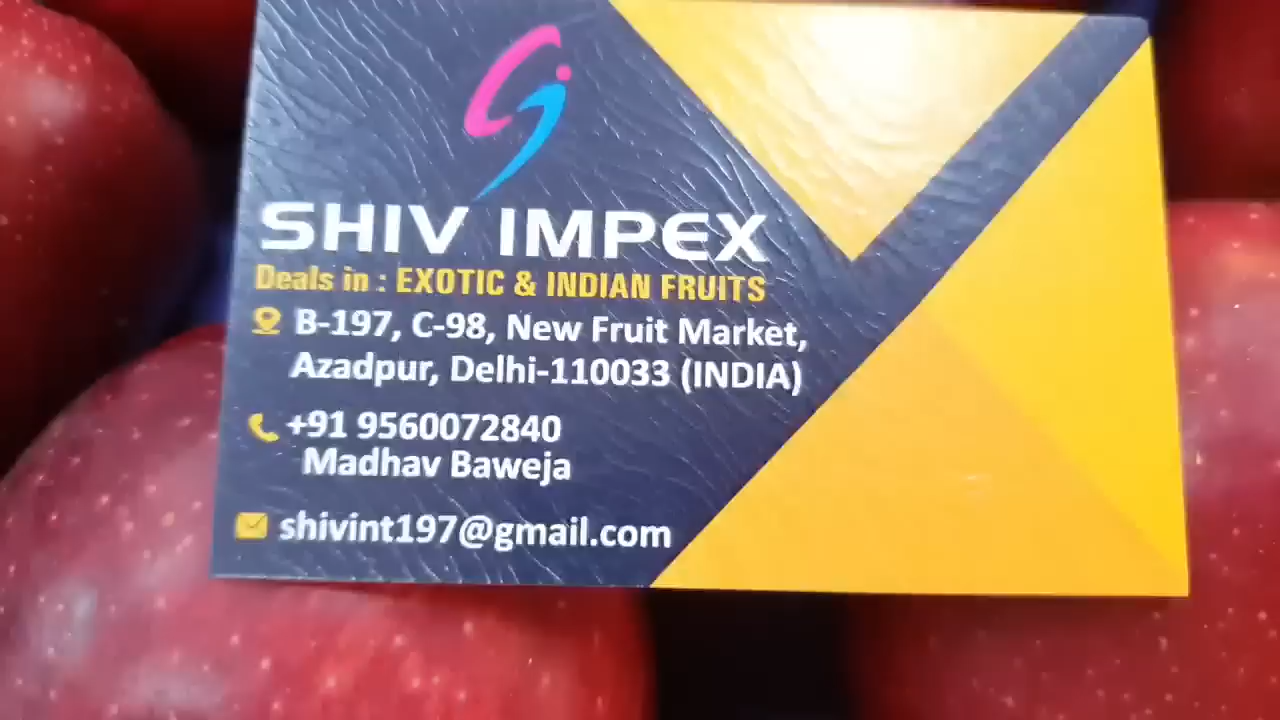 SHIV IMPEX
Deals in : EXOTIC & INDIAN FRUITS
B-197, C-98, New Fruit Market,
Azadpur, Delhi-110033 (INDIA)
+91 9560072840
Madhav Baweja
shivint197@gmail.com